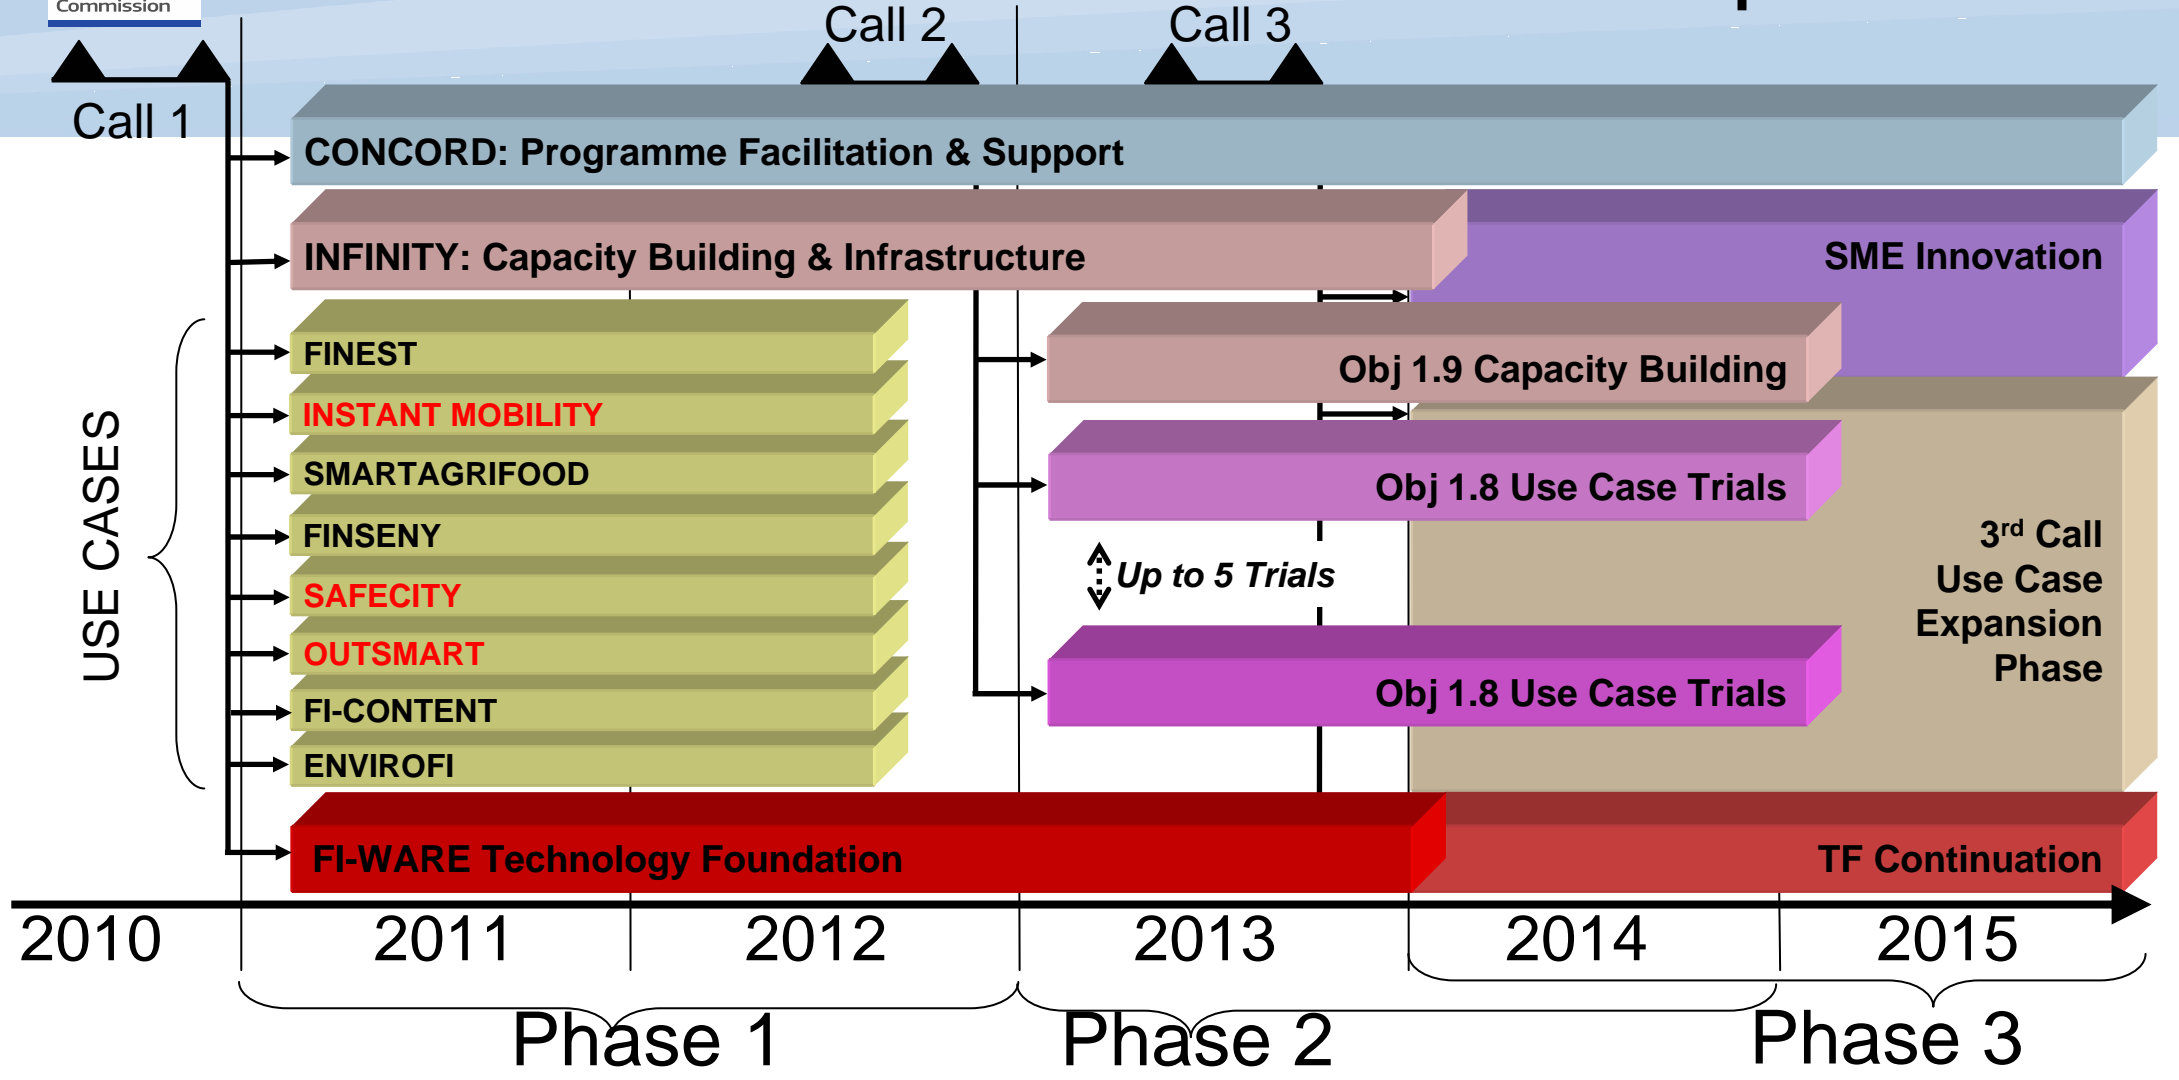 Commission
Call 2
Call 3
Call 1
CONCORD: Programme Facilitation & Support
INFINITY: Capacity Building & Infrastructure
SME Innovation
USE CASES
FINEST
INSTANT MOBILITY
SMARTAGRIFOOD
FINSENY
SAFECITY
OUTSMART
FI-CONTENT
ENVIROFI
Obj 1.9 Capacity Building
Obj 1.8 Use Case Trials
Up to 5 Trials
Obj 1.8 Use Case Trials
3rd Call
Use Case
Expansion
Phase
FI-WARE Technology Foundation
TF Continuation
2010
2011
2012
2013
2014
2015
Phase 1
Phase 2
Phase 3